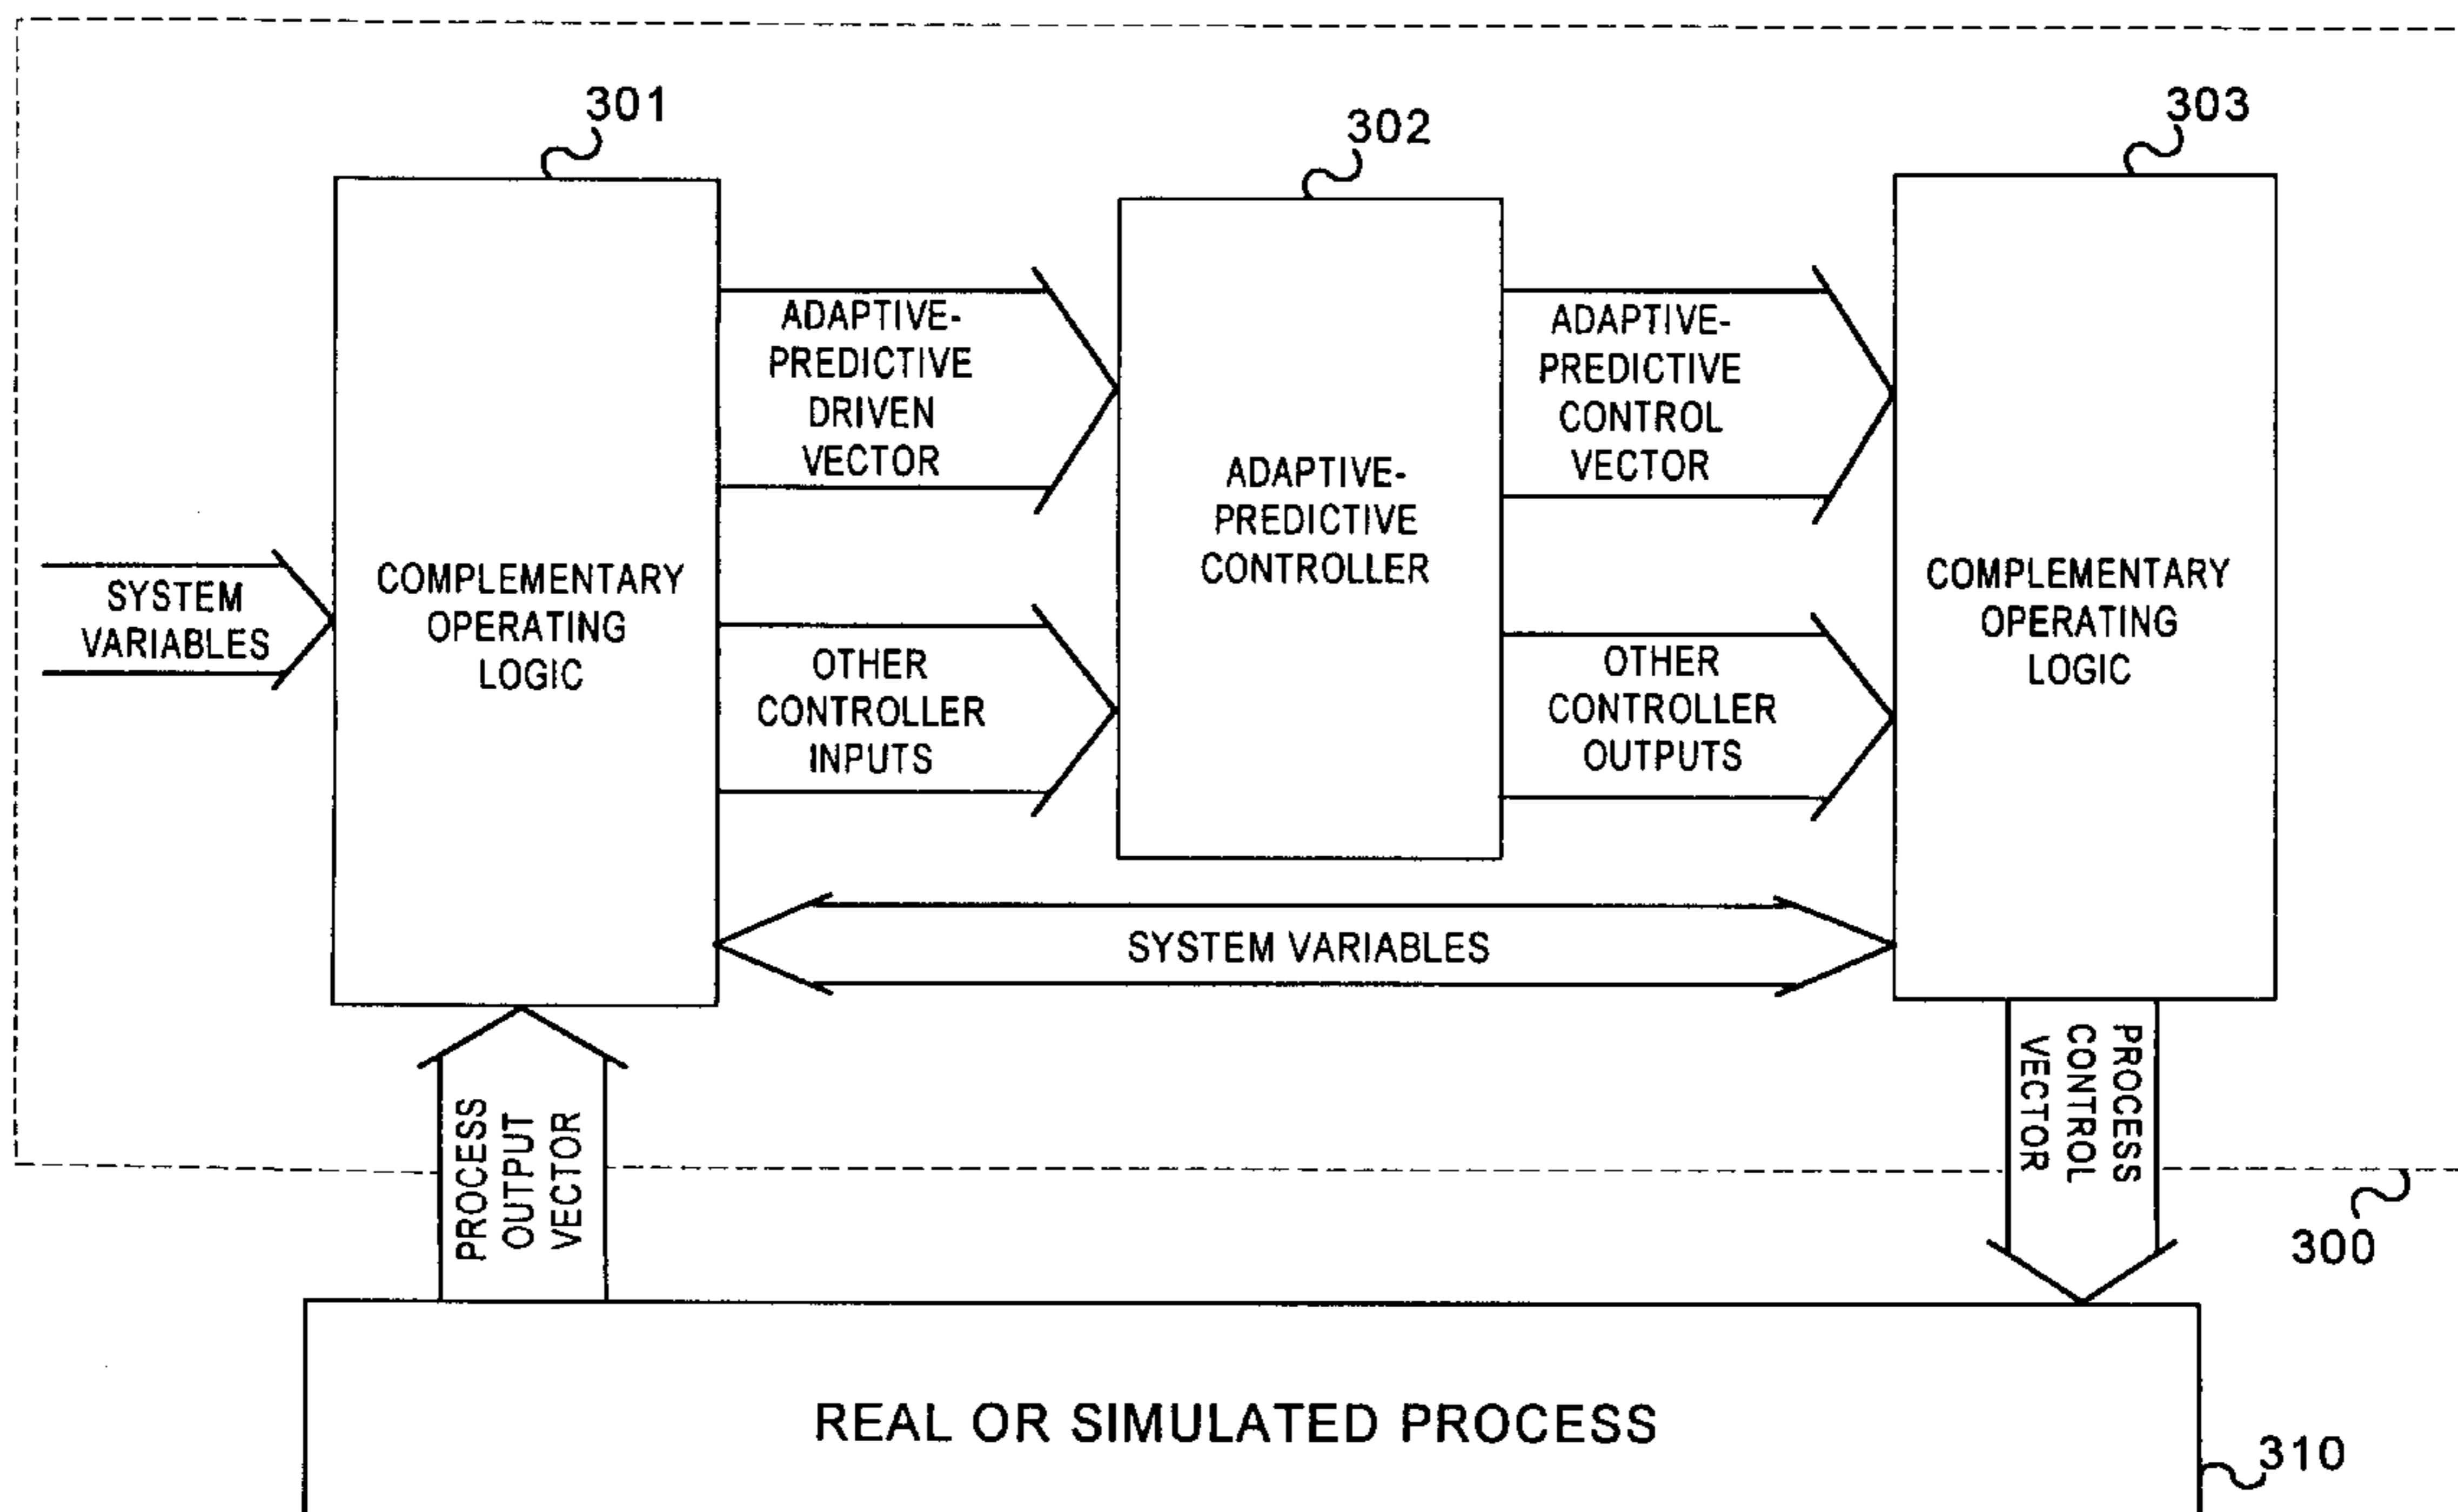 301
302
303
ADAPTIVE-
PREDICTIVE
DRIVEN
VECTOR
ADAPTIVE-
PREDICTIVE
CONTROL
VECTOR
SYSTEM
VARIABLES
COMPLEMENTARY
OPERATING
LOGIC
ADAPTIVE-
PREDICTIVE
CONTROLLER
COMPLEMENTARY
OPERATING
LOGIC
OTHER
CONTROLLER
INPUTS
OTHER
CONTROLLER
OUTPUTS
SYSTEM VARIABLES
PROCESS
OUTPUT
VECTOR
PROCESS
CONTROL
VECTOR
300
REAL OR SIMULATED PROCESS
310